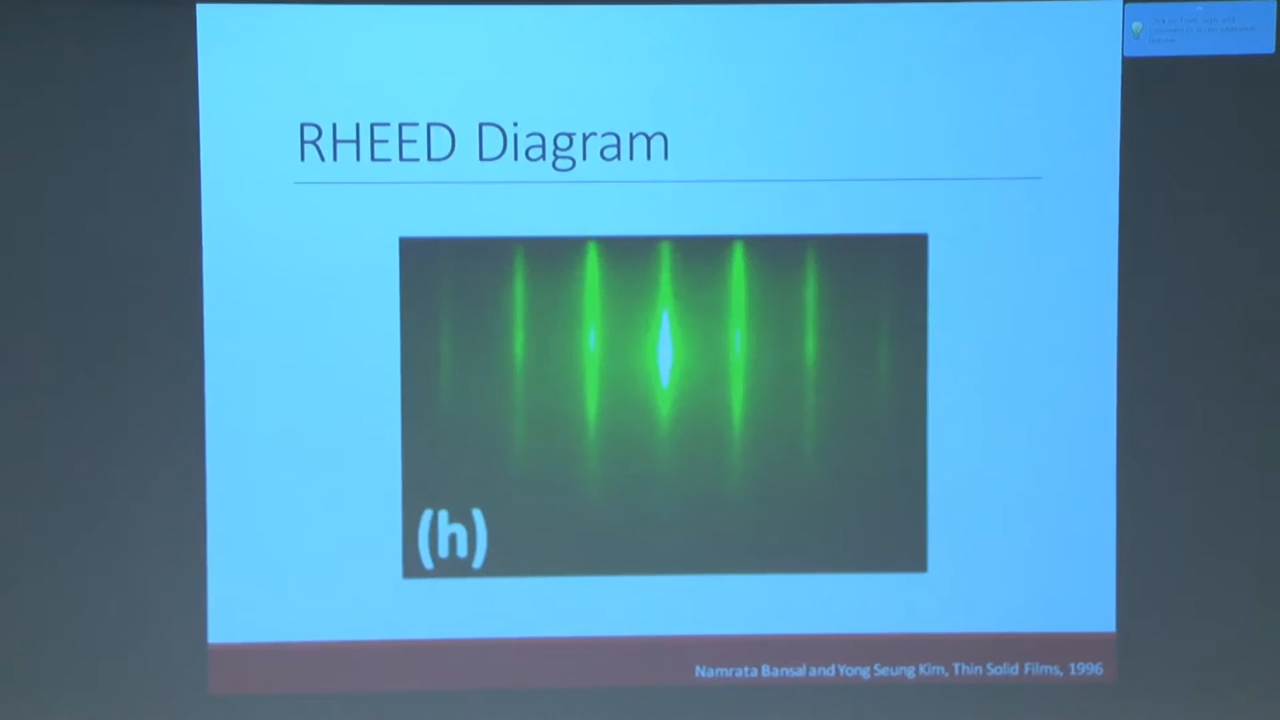 RHEED Diagram
(h)
Namrata Bansal and Yong Seung Kim, Thin Solid Films, 1996